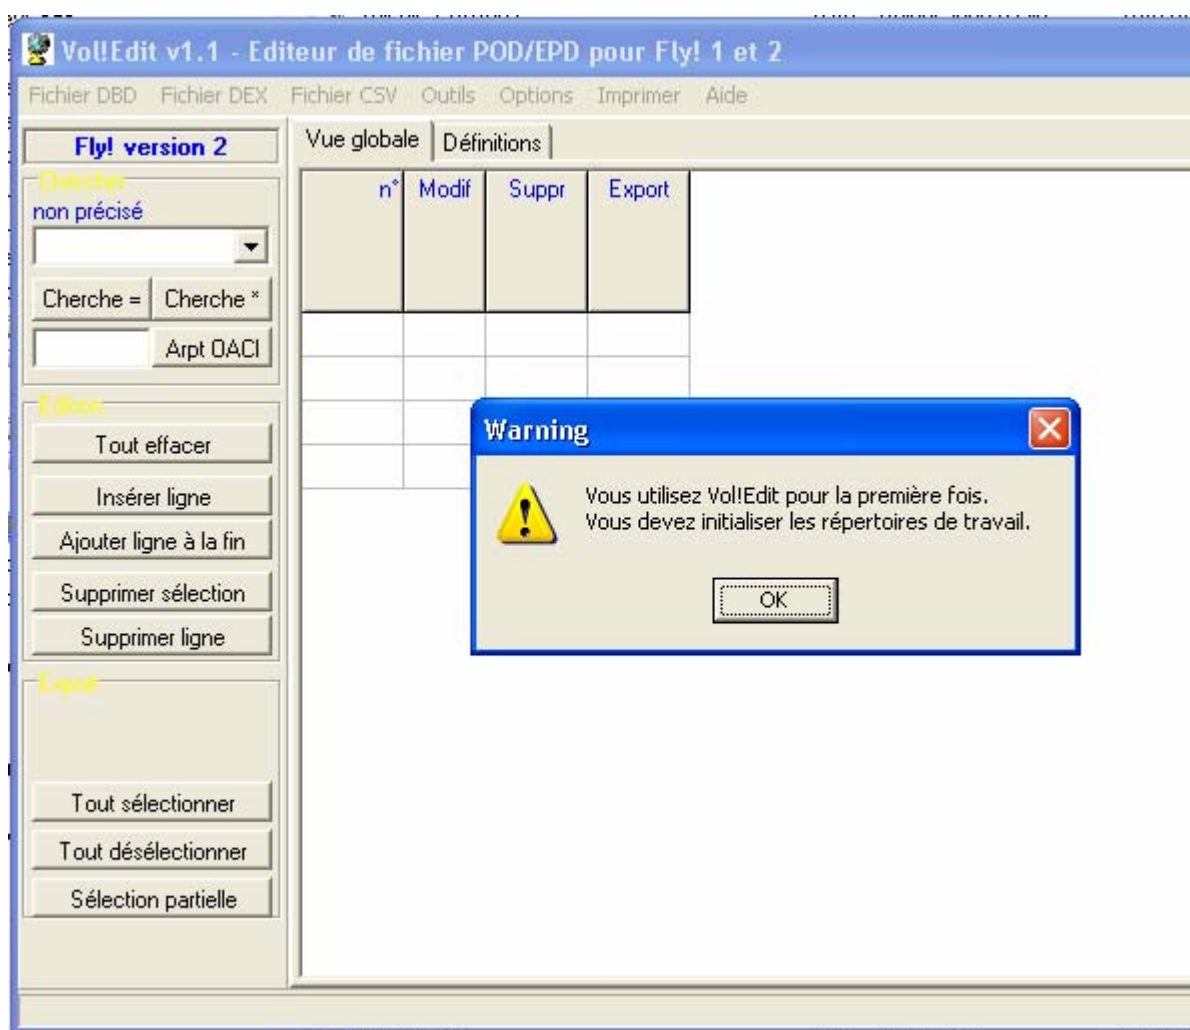 Vol!Edit v1.1 - Editeur de fichier POD/EPD pour Fly! 1 et 2
Fichier DBD Fichier DEX Fichier CSV Outils Options Imprimer Aide
Fly! version 2
Vue globale Définitions
Chercher
non précisé
Cherche = Cherche *
Arpt OACI
n° Modif Suppr Export
Edition
Tout effacer
Insérer ligne
Ajouter ligne à la fin
Supprimer sélection
Supprimer ligne
Export
Tout sélectionner
Tout désélectionner
Sélection partielle
Warning
Vous utilisez Vol!Edit pour la première fois.
Vous devez initialiser les répertoires de travail.
OK